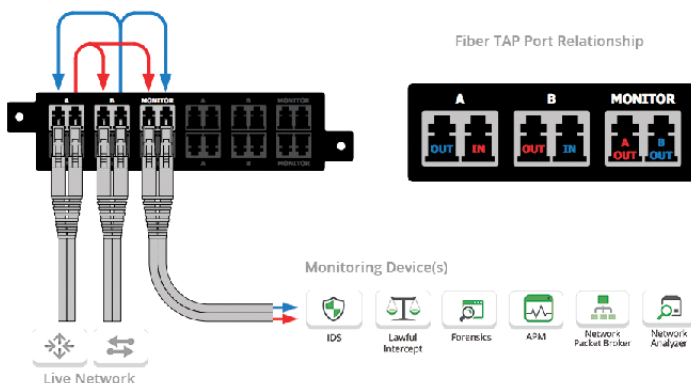 Fiber TAP Port Relationship
A B MONITOR A B MONITOR
A B MONITOR
A B MONITOR
OUT IN OUT IN A OUT B OUT
Monitoring Device(s)
IDS
Lawful
Intercept
Forensics
APM
Network
Packet Broker
Network
Analyzer
Live Network